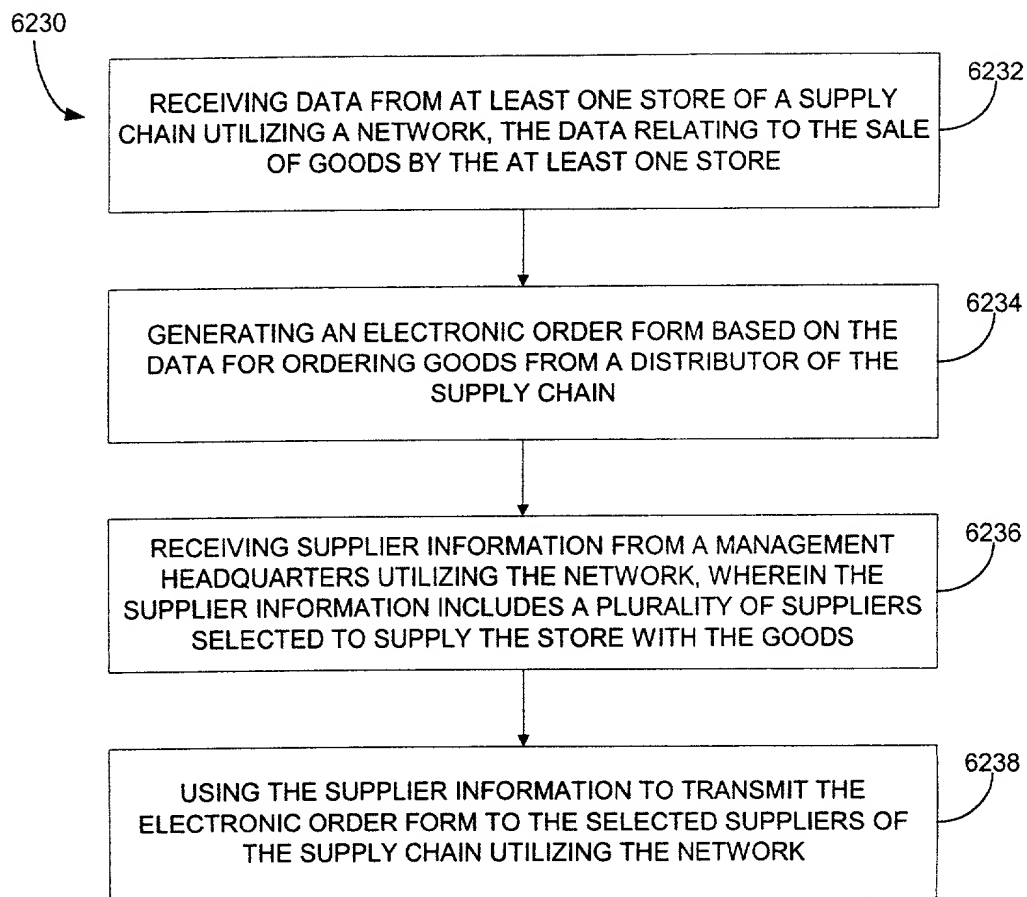 6230
6232
RECEIVING DATA FROM AT LEAST ONE STORE OF A SUPPLY
CHAIN UTILIZING A NETWORK, THE DATA RELATING TO THE SALE
OF GOODS BY THE AT LEAST ONE STORE
6234
GENERATING AN ELECTRONIC ORDER FORM BASED ON THE
DATA FOR ORDERING GOODS FROM A DISTRIBUTOR OF THE
SUPPLY CHAIN
6236
RECEIVING SUPPLIER INFORMATION FROM A MANAGEMENT
HEADQUARTERS UTILIZING THE NETWORK, WHEREIN THE
SUPPLIER INFORMATION INCLUDES A PLURALITY OF SUPPLIERS
SELECTED TO SUPPLY THE STORE WITH THE GOODS
6238
USING THE SUPPLIER INFORMATION TO TRANSMIT THE
ELECTRONIC ORDER FORM TO THE SELECTED SUPPLIERS OF
THE SUPPLY CHAIN UTILIZING THE NETWORK